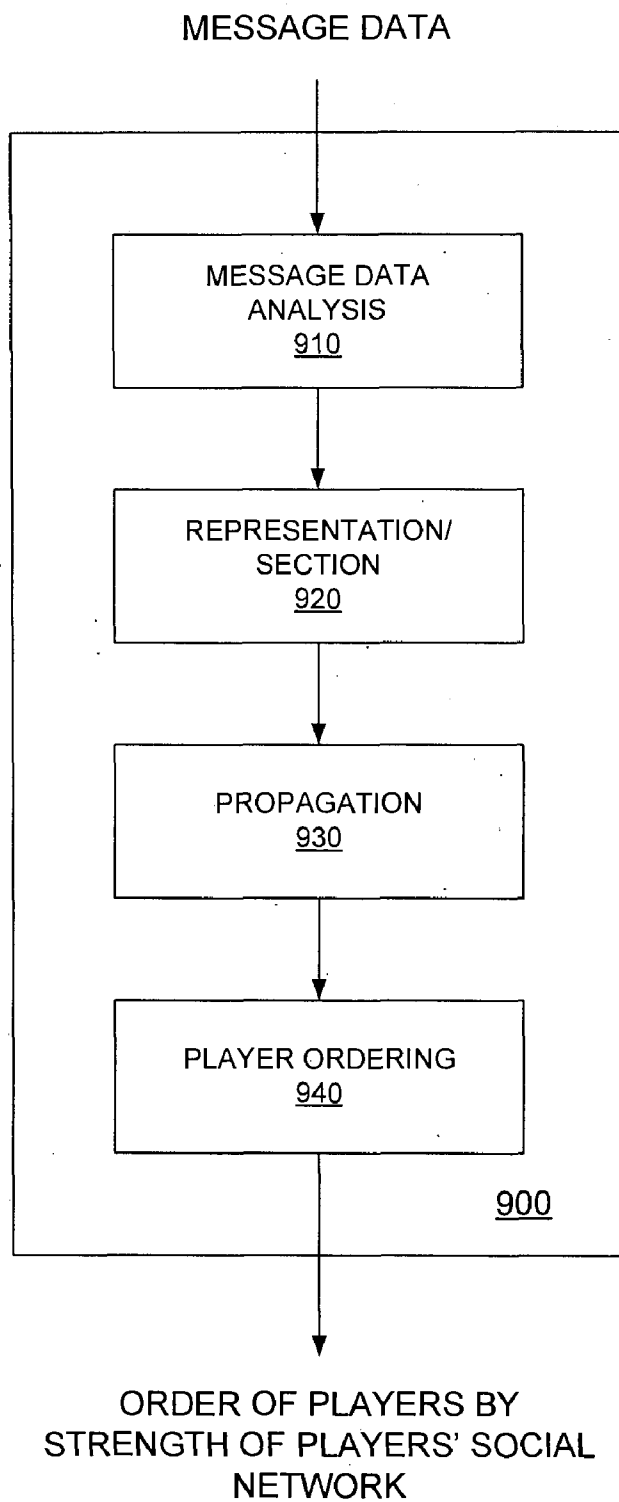 MESSAGE DATA
MESSAGE DATA
ANALYSIS
910
REPRESENTATION/
SECTION
920
PROPAGATION
930
PLAYER ORDERING
940
900
ORDER OF PLAYERS BY
STRENGTH OF PLAYERS' SOCIAL
NETWORK